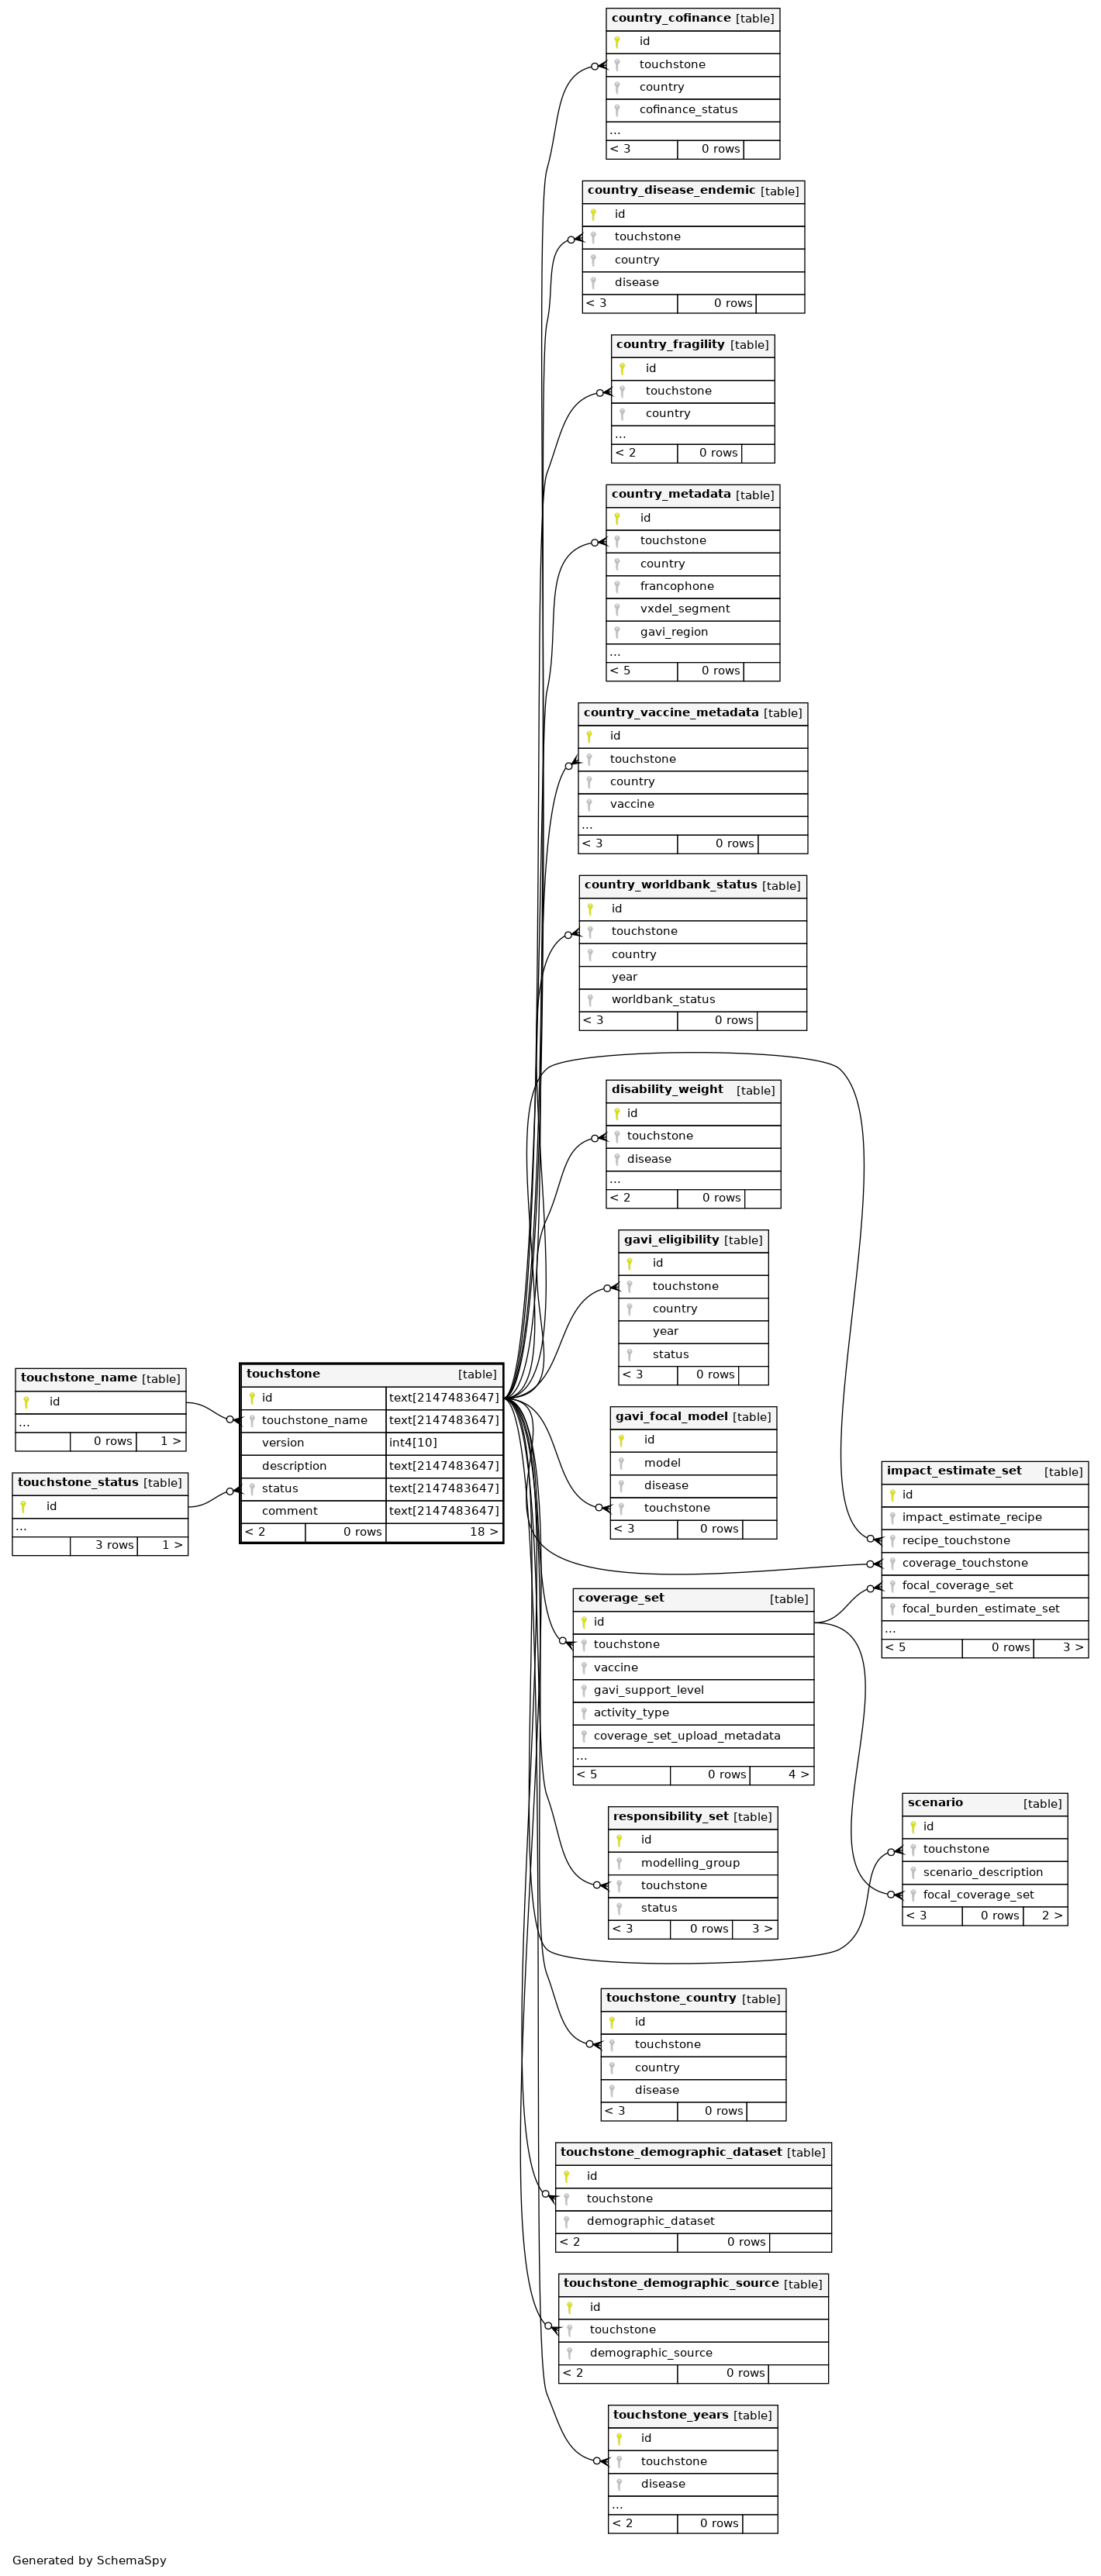 country_cofinance [table]
id
touchstone
country
cofinance_status
...
< 3 0 rows
country_disease_endemic [table]
id
touchstone
country
disease
< 3 0 rows
country_fragility [table]
id
touchstone
country
...
< 2 0 rows
country_metadata [table]
id
touchstone
country
francophone
vxdel_segment
gavi_region
...
< 5 0 rows
country_vaccine_metadata [table]
id
touchstone
country
vaccine
...
< 3 0 rows
country_worldbank_status [table]
id
touchstone
country
year
worldbank_status
< 3 0 rows
disability_weight [table]
id
touchstone
disease
...
< 2 0 rows
gavi_eligibility [table]
id
touchstone
country
year
status
< 3 0 rows
touchstone_name [table]
id
...
0 rows 1 >
touchstone_status [table]
id
...
3 rows 1 >
touchstone [table]
id text[2147483647]
touchstone_name text[2147483647]
version int4[10]
description text[2147483647]
status text[2147483647]
comment text[2147483647]
< 2 0 rows 18 >
gavi_focal_model [table]
id
model
disease
touchstone
< 3 0 rows
impact_estimate_set [table]
id
impact_estimate_recipe
recipe_touchstone
coverage_touchstone
focal_coverage_set
focal_burden_estimate_set
...
< 5 0 rows 3 >
coverage_set [table]
id
touchstone
vaccine
gavi_support_level
activity_type
coverage_set_upload_metadata
...
< 5 0 rows 4 >
responsibility_set [table]
id
modelling_group
touchstone
status
< 3 0 rows 3 >
scenario [table]
id
touchstone
scenario_description
focal_coverage_set
< 3 0 rows 2 >
touchstone_country [table]
id
touchstone
country
disease
< 3 0 rows
touchstone_demographic_dataset [table]
id
touchstone
demographic_dataset
< 2 0 rows
touchstone_demographic_source [table]
id
touchstone
demographic_source
< 2 0 rows
touchstone_years [table]
id
touchstone
disease
...
< 2 0 rows
Generated by SchemaSpy